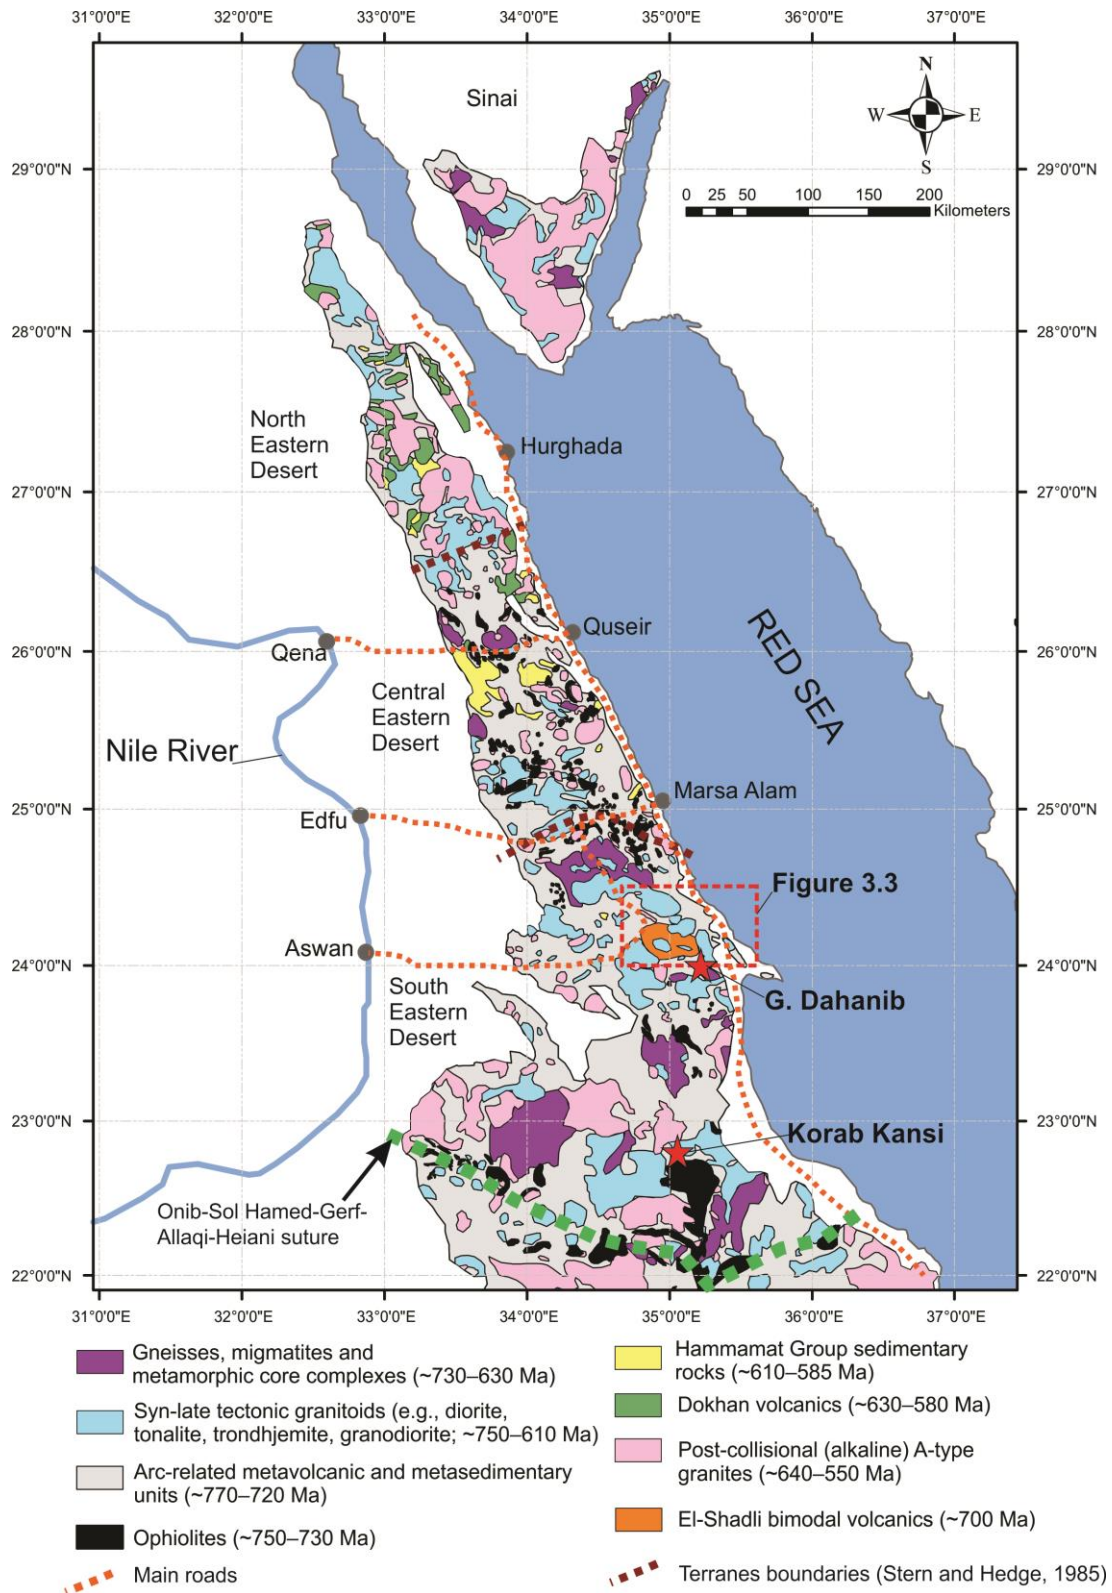 31°0'0"E 32°0'0"E 33°0'0"E 34°0'0"E 35°0'0"E 36°0'0"E 37°0'0"E
Sinai
N
W E
S
0 25 50 100 150 200
Kilometers
29°0'0"N 29°0'0"N
28°0'0"N 28°0'0"N
North
Eastern
Desert
Hurghada
27°0'0"N 27°0'0"N
Quseir
Qena
26°0'0"N 26°0'0"N
RED SEA
Central
Eastern
Desert
Nile River
Marsa Alam
25°0'0"N 25°0'0"N
Edfu
Figure 3.3
Aswan
24°0'0"N 24°0'0"N
G. Dahanib
South
Eastern
Desert
23°0'0"N 23°0'0"N
Korab Kansi
Onib-Sol Hamed-Gerf-
Allaqi-Heiani suture
22°0'0"N 22°0'0"N
31°0'0"E 32°0'0"E 33°0'0"E 34°0'0"E 35°0'0"E 36°0'0"E 37°0'0"E
Gneisses, migmatites and
metamorphic core complexes (~730–630 Ma)
Syn-late tectonic granitoids (e.g., diorite,
tonalite, trondhjemite, granodiorite; ~750–610 Ma)
Arc-related metavolcanic and metasedimentary
units (~770–720 Ma)
Ophiolites (~750–730 Ma)
Main roads
Hammamat Group sedimentary
rocks (~610–585 Ma)
Dokhan volcanics (~630–580 Ma)
Post-collisional (alkaline) A-type
granites (~640–550 Ma)
El-Shadli bimodal volcanics (~700 Ma)
Terranes boundaries (Stern and Hedge, 1985)